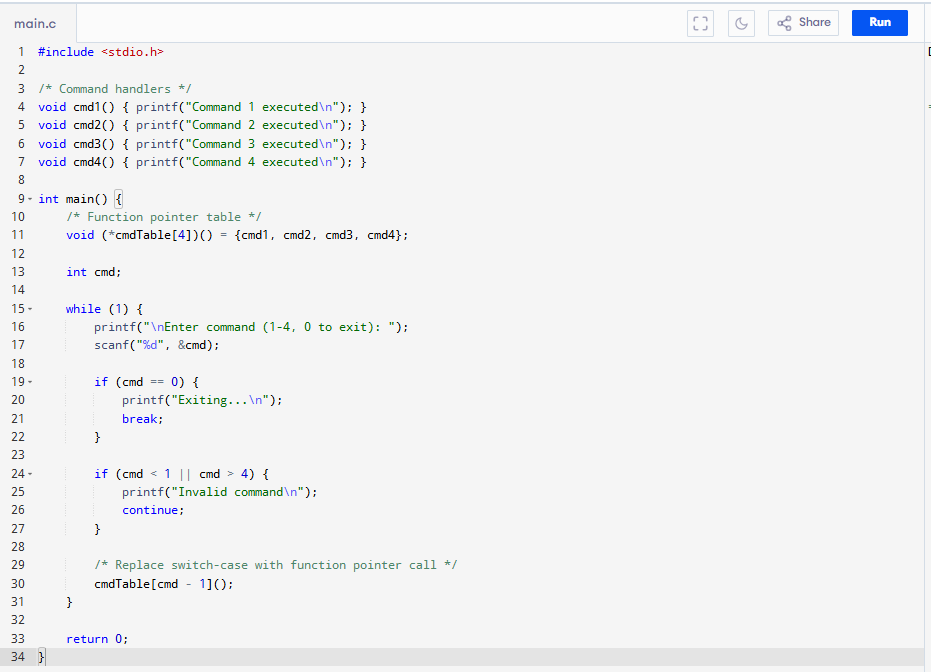 main.c
Share
Run
1 #include <stdio.h>
2
3 /* Command handlers */
4 void cmd1() { printf("Command 1 executed\n"); }
5 void cmd2() { printf("Command 2 executed\n"); }
6 void cmd3() { printf("Command 3 executed\n"); }
7 void cmd4() { printf("Command 4 executed\n"); }
8
9 int main() {
10     /* Function pointer table */
11     void (*cmdTable[4])() = {cmd1, cmd2, cmd3, cmd4};
12
13     int cmd;
14
15     while (1) {
16         printf("\nEnter command (1-4, 0 to exit): ");
17         scanf("%d", &cmd);
18
19         if (cmd == 0) {
20             printf("Exiting...\n");
21             break;
22         }
23
24         if (cmd < 1 || cmd > 4) {
25             printf("Invalid command\n");
26             continue;
27         }
28
29         /* Replace switch-case with function pointer call */
30         cmdTable[cmd - 1]();
31     }
32
33     return 0;
34 }